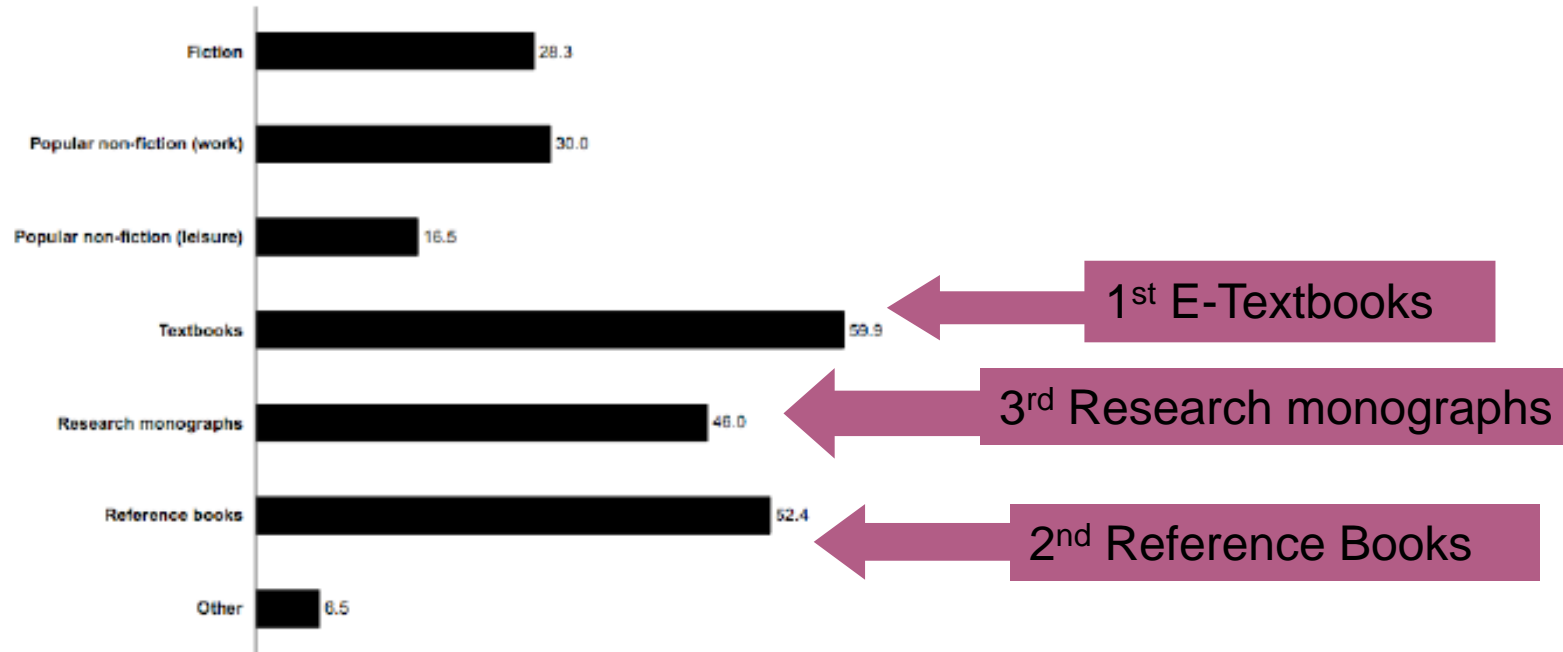 Fiction 28.3
Popular non-fiction (work) 30.0
Popular non-fiction (leisure) 16.5
Textbooks 59.9
1st E-Textbooks
Research monographs 46.0
3rd Research monographs
Reference books 52.4
2nd Reference Books
Other 6.5